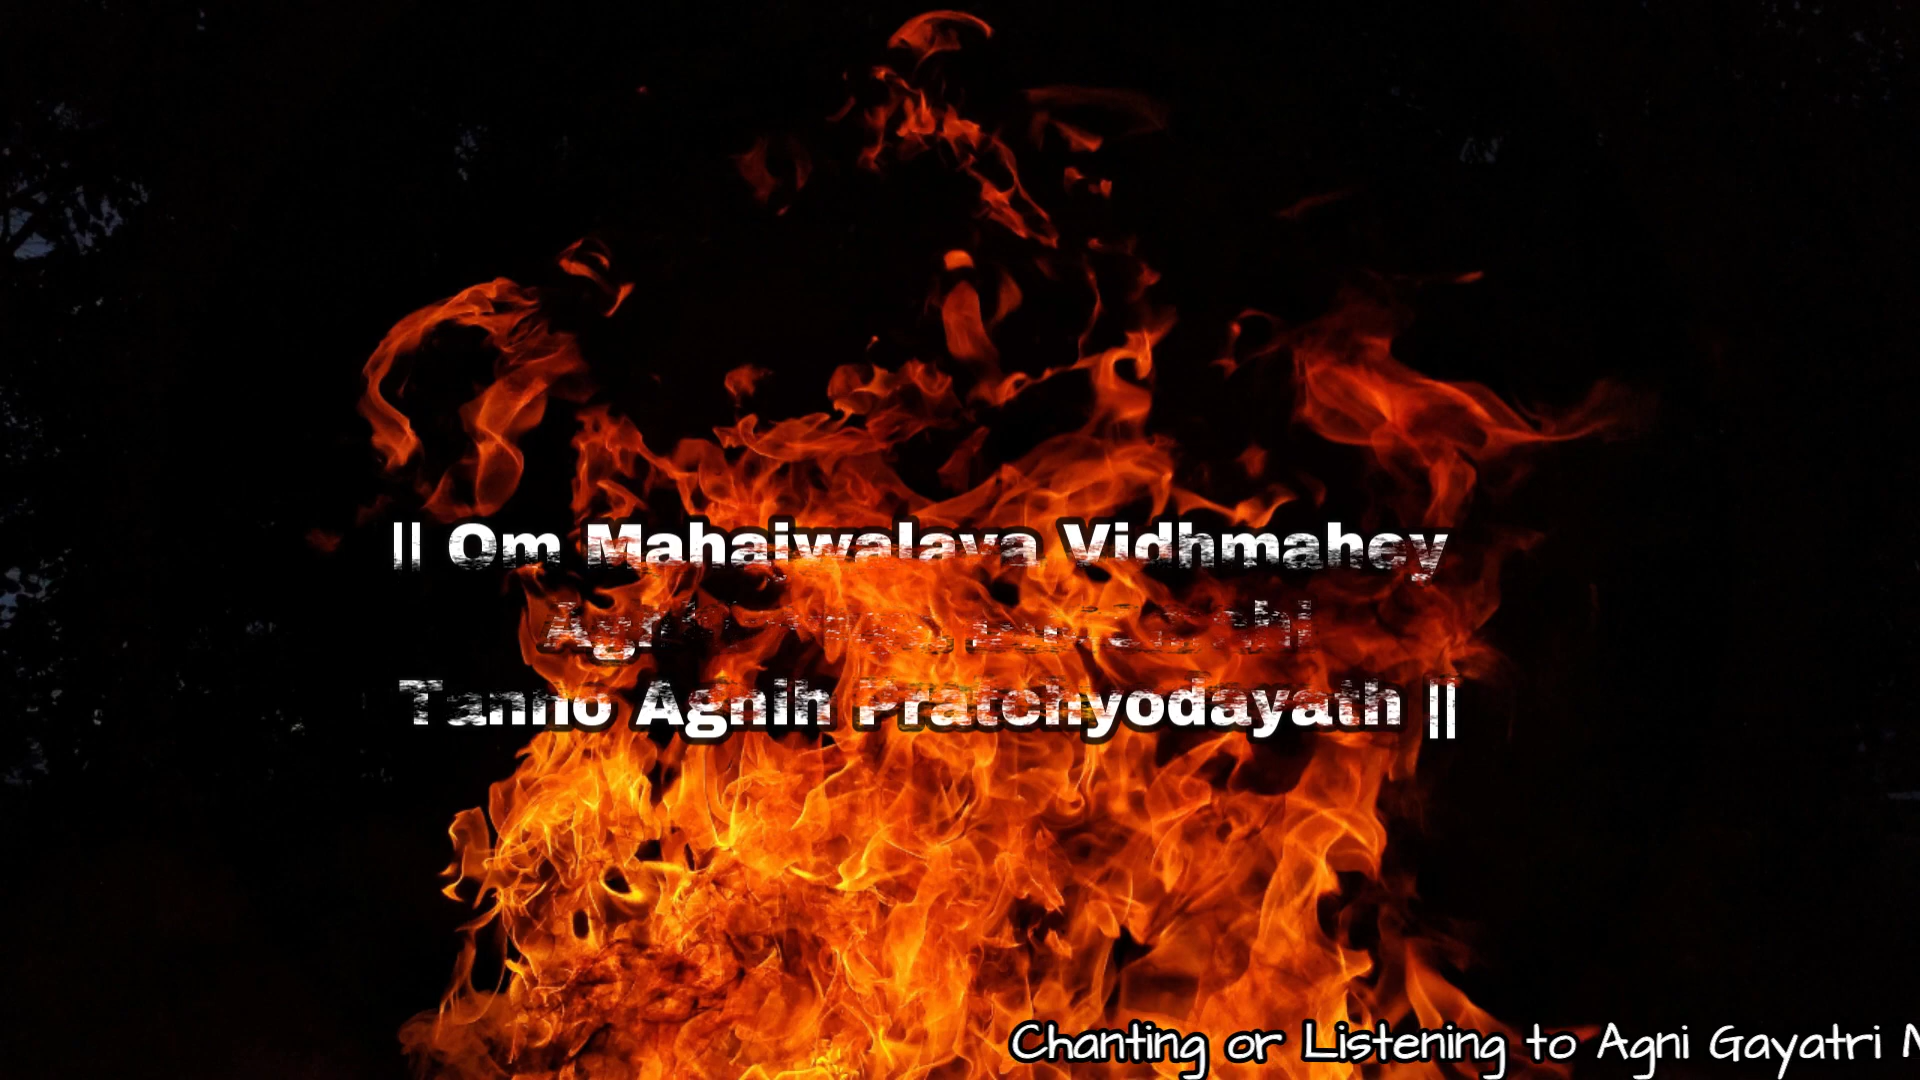 || Om Mahajwalaya Vidhmahey
Tanno Agnih Pratchyodayath ||
Chanting or Listening to Agni Gayatri